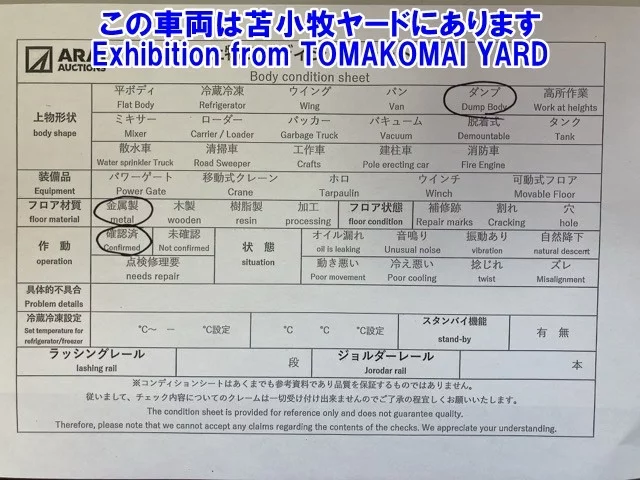 この車両は苫小牧ヤードにあります
Exhibition from TOMAKOMAI YARD
ARA
AUCTIONS
Body condition sheet
上物形状
body shape
平ボディ 冷蔵冷凍 ウイング バン ダンプ 高所作業
Flat Body Refrigerator Wing Van Dump Body Work at heights
ミキサー ローダー パッカー バキューム 脱着式 タンク
Mixer Carrier / Loader Garbage Truck Vacuum Demountable Tank
散水車 清掃車 工作車 建柱車 消防車
Water sprinkler Truck Road Sweeper Crafts Pole erecting car Fire Engine
装備品 パワーゲート 移動式クレーン ホロ ウインチ 可動式フロア
Equipment Power Gate Crane Tarpaulin Winch Movable Floor
フロア材質 金属製 木製 樹脂製 加工 フロア状態 補修跡 割れ 穴
floor material metal wooden resin processing floor condition Repair marks Cracking hole
作 動
operation
確認済 未確認
Confirmed Not confirmed
点検修理要
needs repair
状 態
situation
オイル漏れ 音鳴り 振動あり 自然降下
oil is leaking Unusual noise vibration natural descent
動き悪い 冷え悪い 捻じれ ズレ
Poor movement Poor cooling twist Misalignment
具体的不具合
Problem details
冷蔵冷凍設定
Set temperature for
refrigerator/freezer
℃～ － ℃設定 ℃ ℃ ℃設定
スタンバイ機能
stand-by
有 無
ラッシングレール
lashing rail
段
ジョルダーレール
Jorodar rail
本
※コンディションシートはあくまでも参考資料であり品質を保証するものではありません。
従いまして、チェック内容についてのクレームは一切受け付け出来ませんのでご了承の程宜しくお願いいたします。
The condition sheet is provided for reference only and does not guarantee quality.
Therefore, please note that we cannot accept any claims regarding the contents of the checks. We appreciate your understanding.